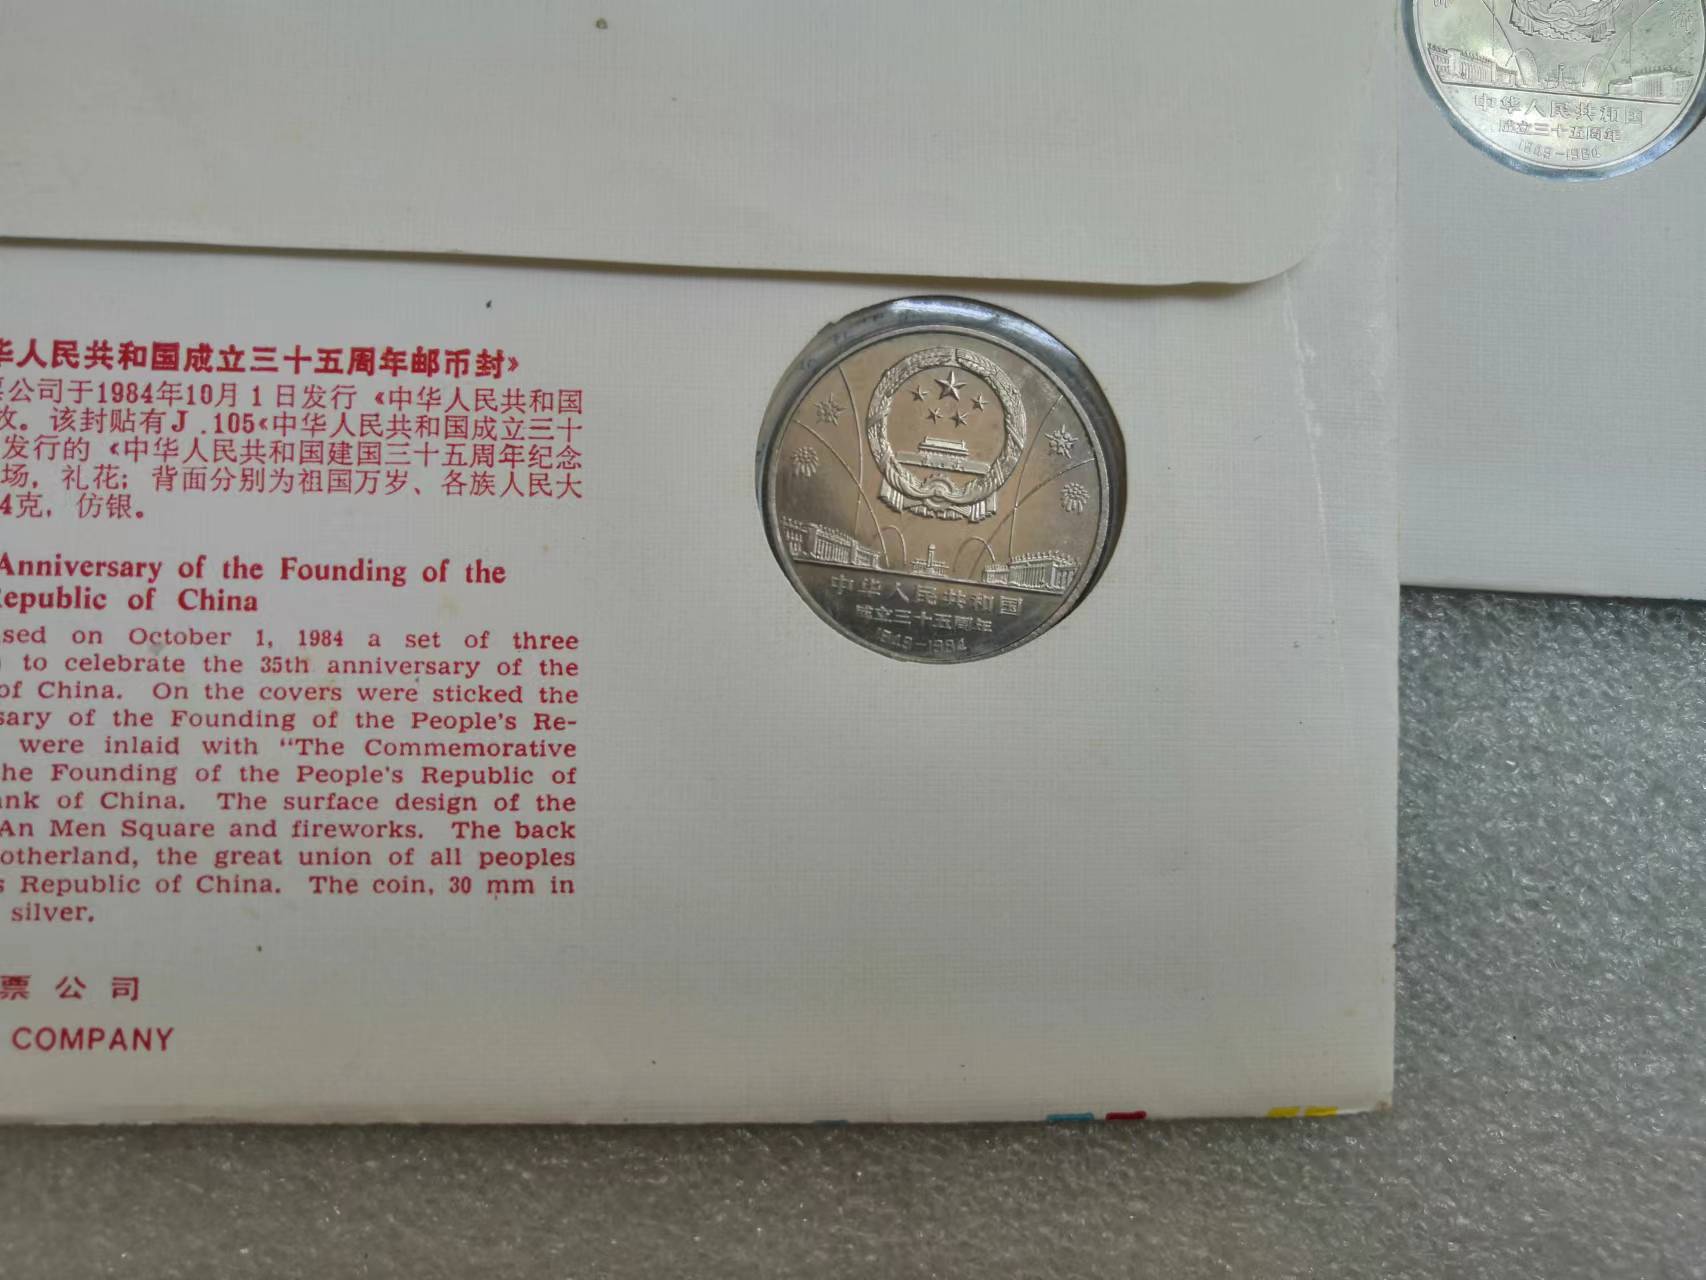 华人民共和国成立三十五周年邮币封》
票公司于1984年10月1日发行《中华人民共和国
枚。该封贴有J.105《中华人民共和国成立三十
发行的《中华人民共和国建国三十五周年纪念
场，礼花；背面分别为祖国万岁、各族人民大
4克，仿银。
Anniversary of the Founding of the
Republic of China
sed on October 1, 1984 a set of three
) to celebrate the 35th anniversary of the
of China. On the covers were sticked the
sary of the Founding of the People's Re-
were inlaid with "The Commemorative
he Founding of the People's Republic of
ank of China. The surface design of the
An Men Square and fireworks. The back
otherland, the great union of all peoples
s Republic of China. The coin, 30 mm in
silver.
票公司
COMPANY
中华人民共和国
成立三十五周年
1949-1984
中华人民共和国
成立三十五周年
1949-1984